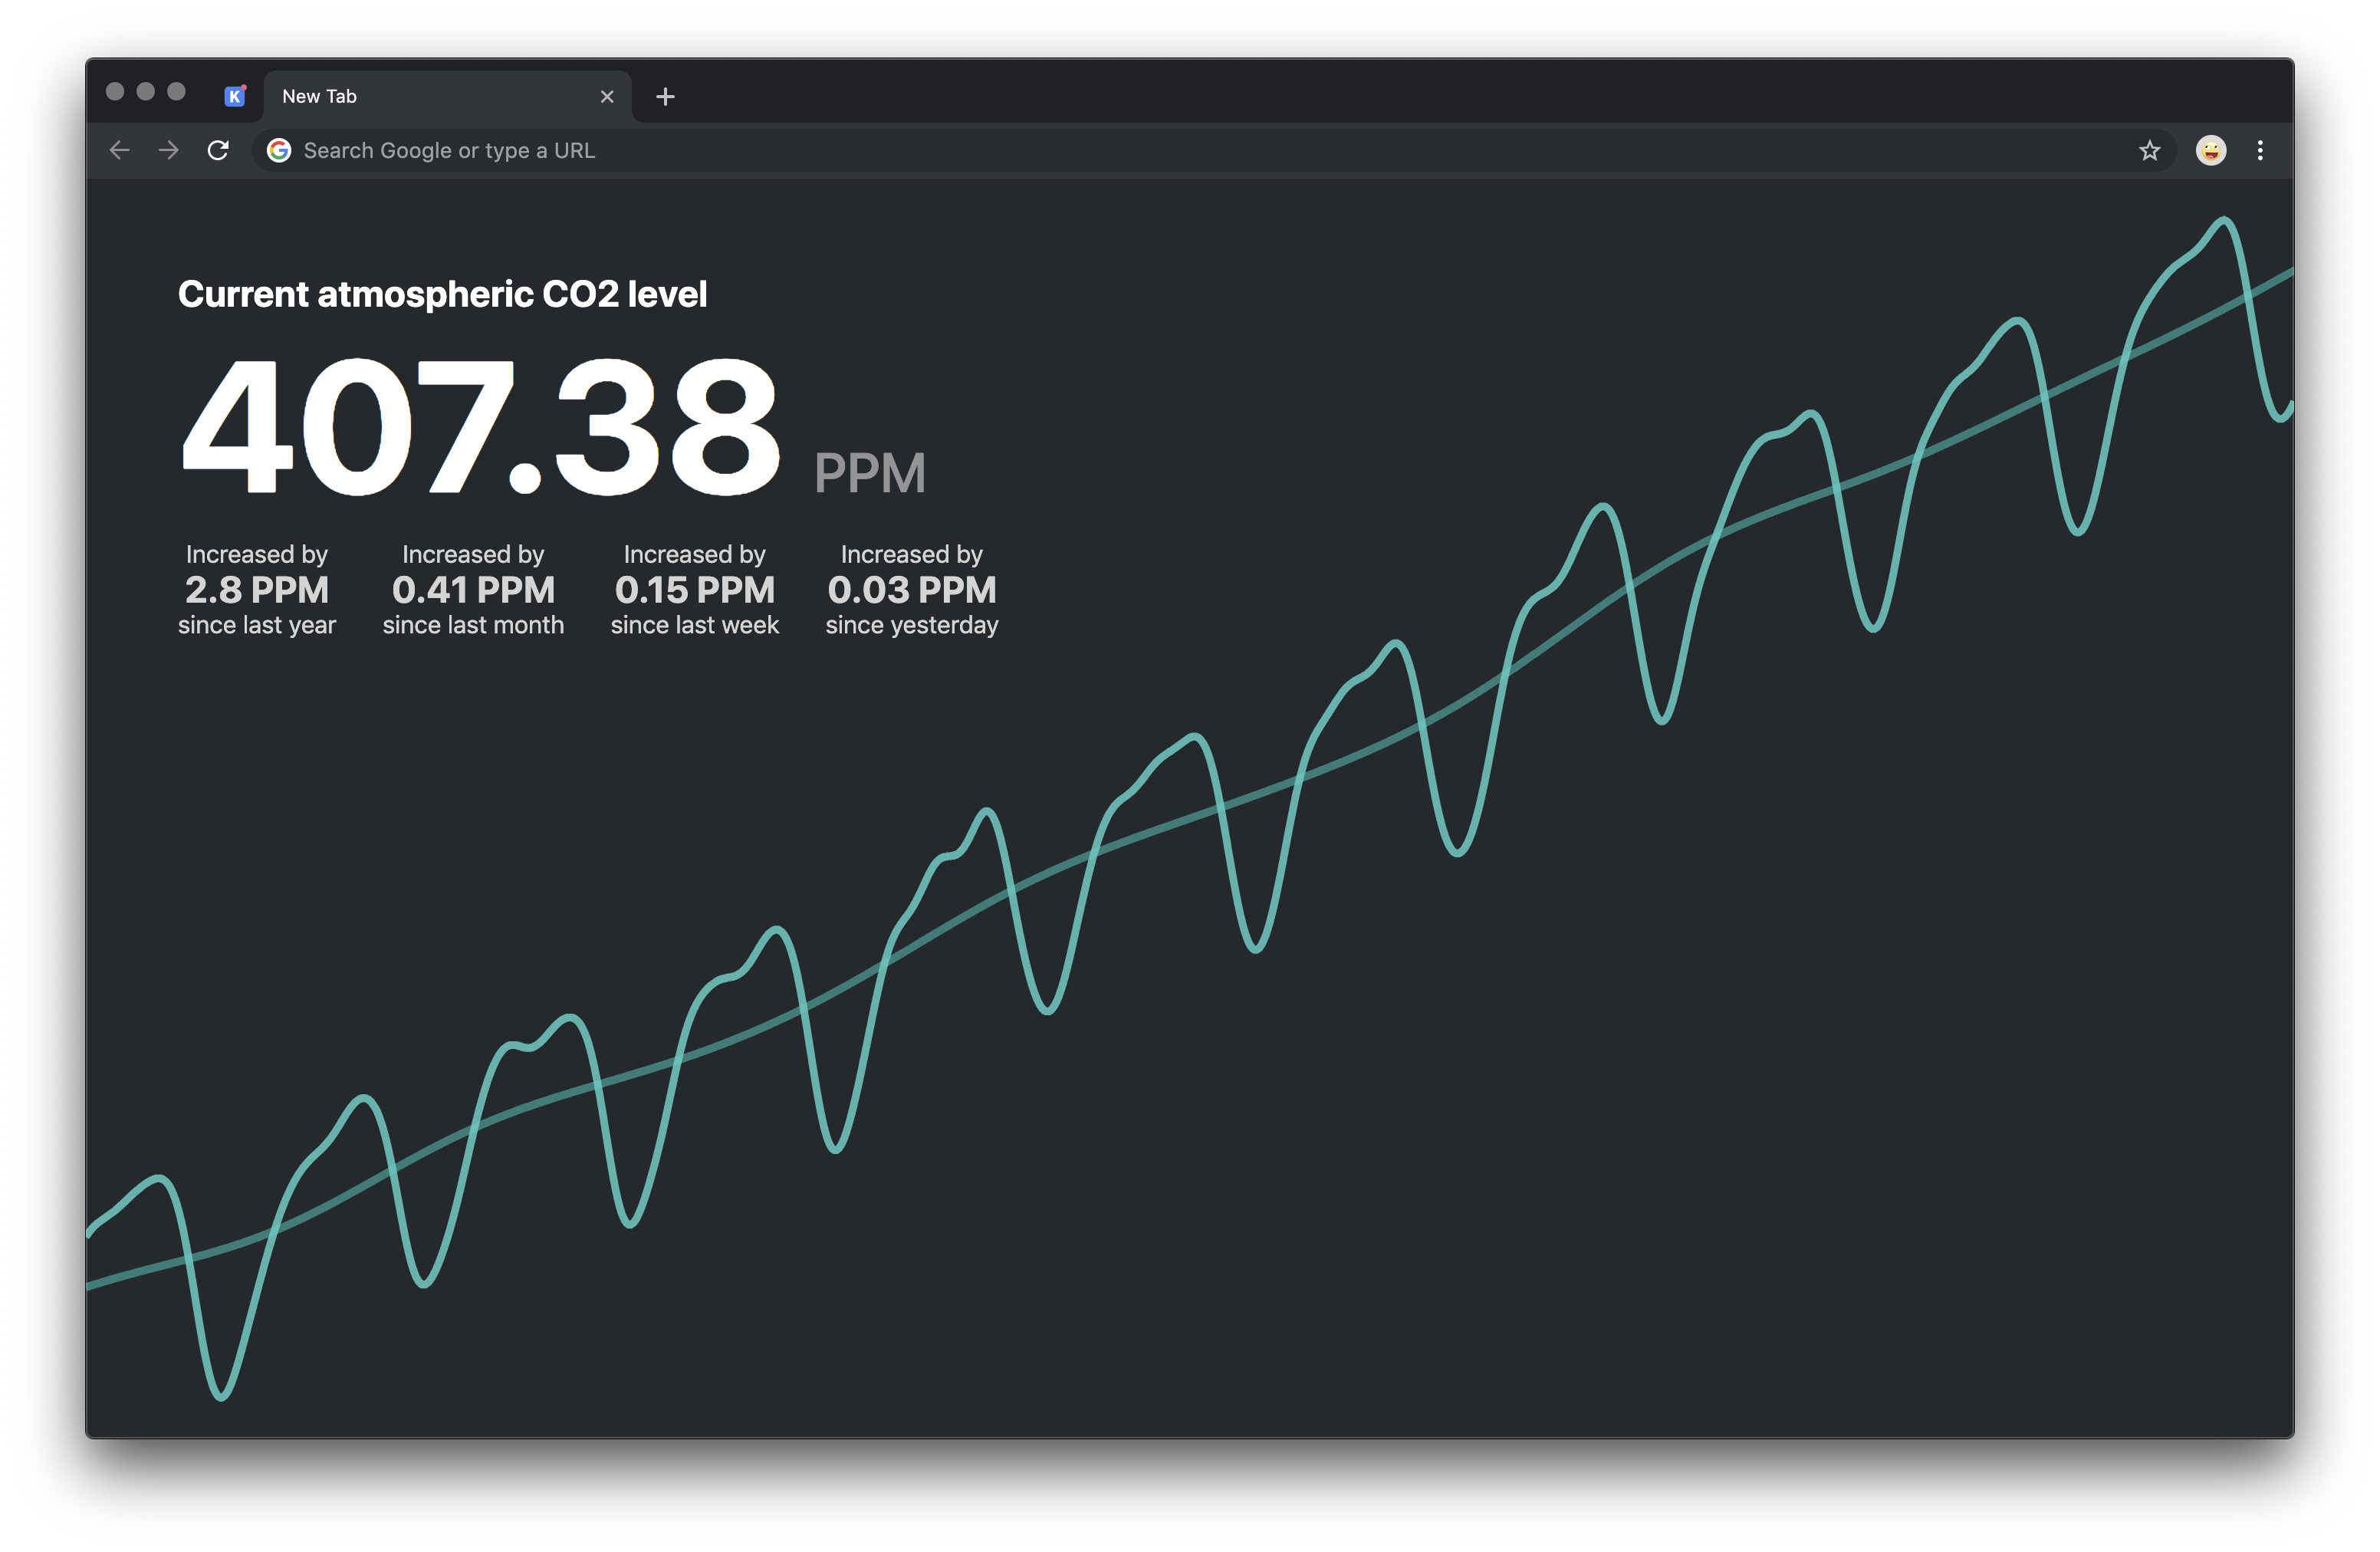 K
New Tab
Search Google or type a URL
Current atmospheric CO2 level
407.38 PPM
Increased by
2.8 PPM
since last year
Increased by
0.41 PPM
since last month
Increased by
0.15 PPM
since last week
Increased by
0.03 PPM
since yesterday